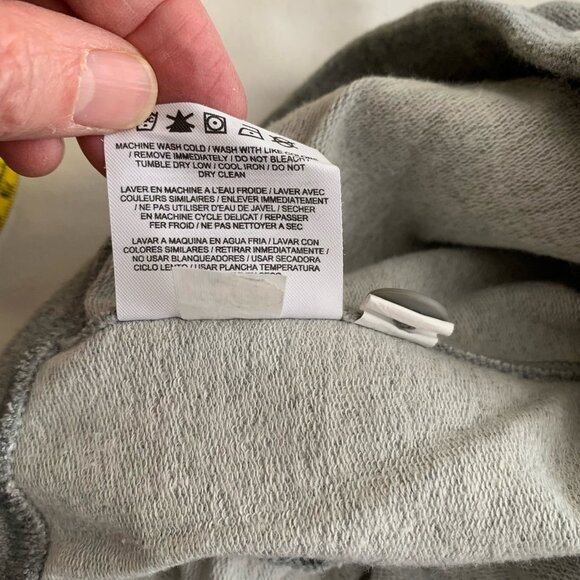 MACHINE WASH COLD / WASH WITH LIKE
/ REMOVE IMMEDIATELY / DO NOT BLEACH
TUMBLE DRY LOW / COOL IRON / DO NOT
DRY CLEAN
LAVER EN MACHINE A L'EAU FROIDE / LAVER AVEC
COULEURS SIMILAIRES / ENLEVER IMMEDIATEMENT
/ NE PAS UTILISER D'EAU DE JAVEL / SECHER
EN MACHINE CYCLE DELICAT / REPASSER
FER FROID / NE PAS NETTOYER A SEC
LAVAR A MAQUINA EN AGUA FRIA / LAVAR CON
COLORES SIMILARES / RETIRAR INMEDIATAMENTE /
NO USAR BLANQUEADORES / USAR SECADORA
CICLO LENTO / USAR PLANCHA TEMPERATURA